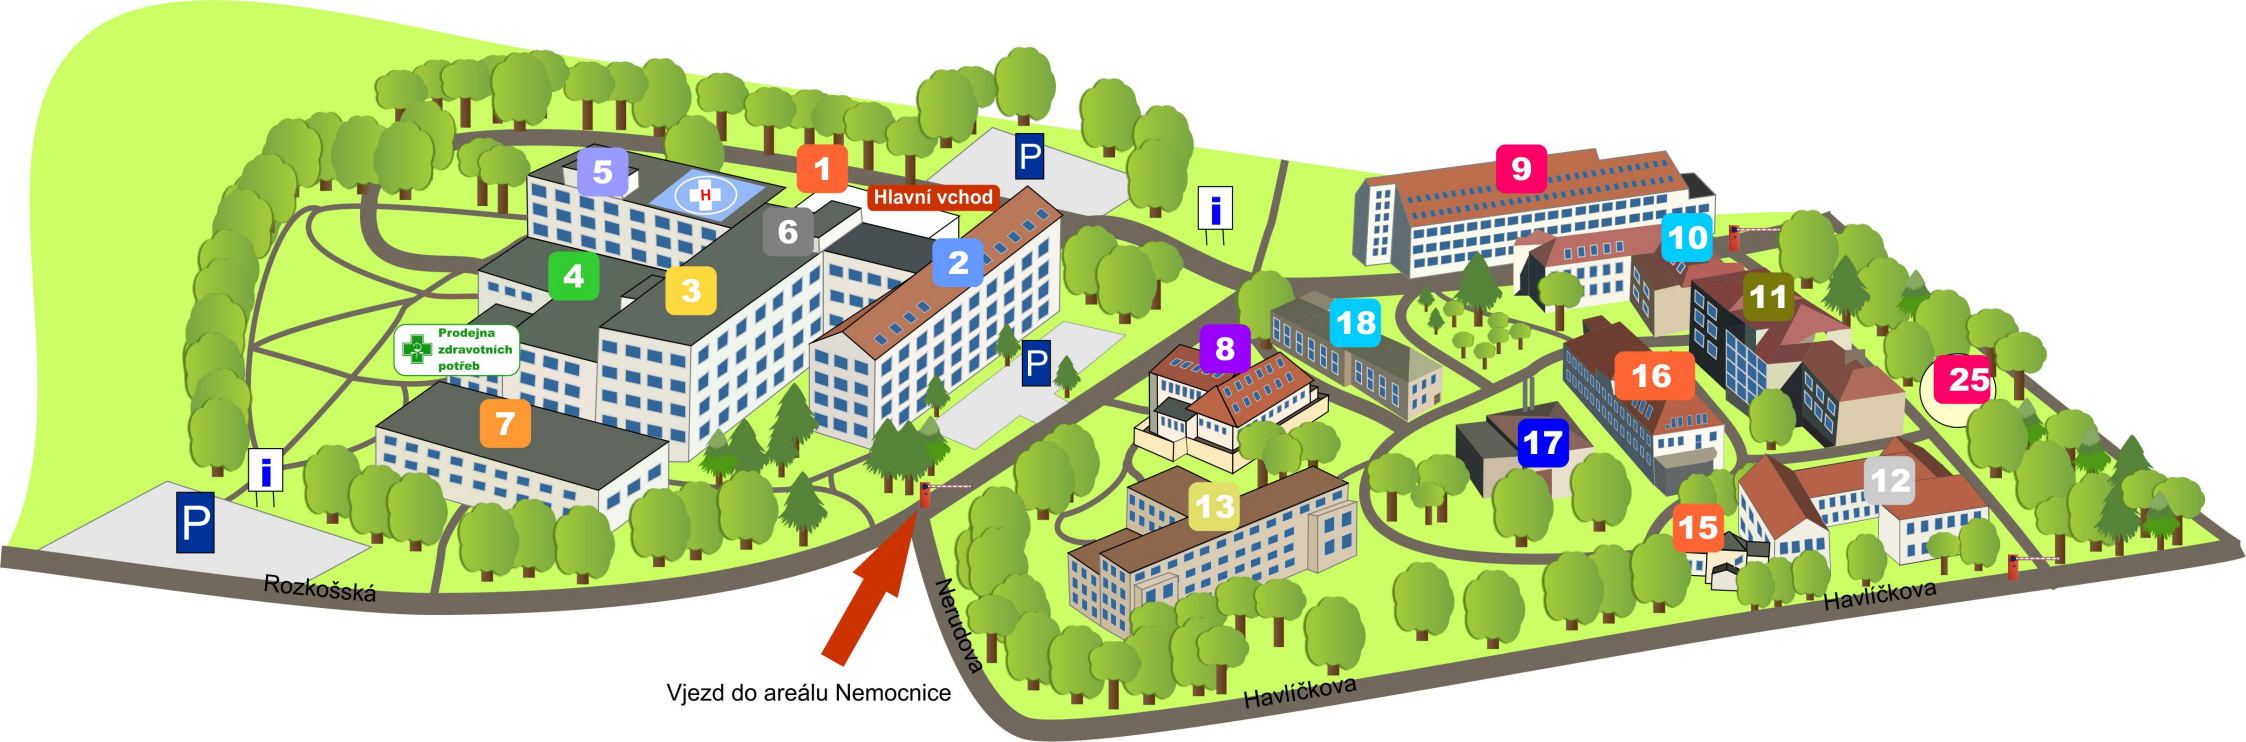 P
1
Hlavní vchod
5
H
i
9
6
2
10
4
3
11
Prodejna
zdravotních
potřeb
18
8
P
16
25
7
17
i
12
13
P
15
Rozkošská
Nerudova
Havlíčkova
Vjezd do areálu Nemocnice
Havlíčkova